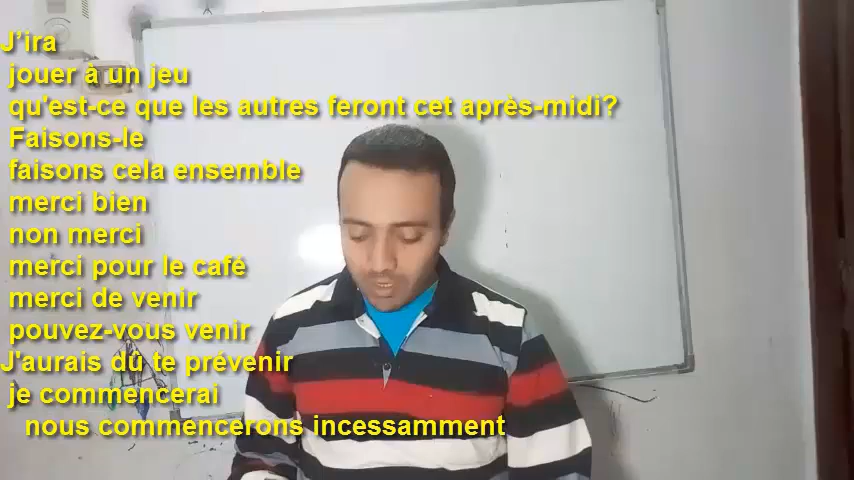 J’ira
jouer à un jeu
qu'est-ce que les autres feront cet après-midi?
Faisons-le
faisons cela ensemble
merci bien
non merci
merci pour le café
merci de venir
pouvez-vous venir
J'aurais dû te prévenir
je commencerai
nous commencerons incessamment